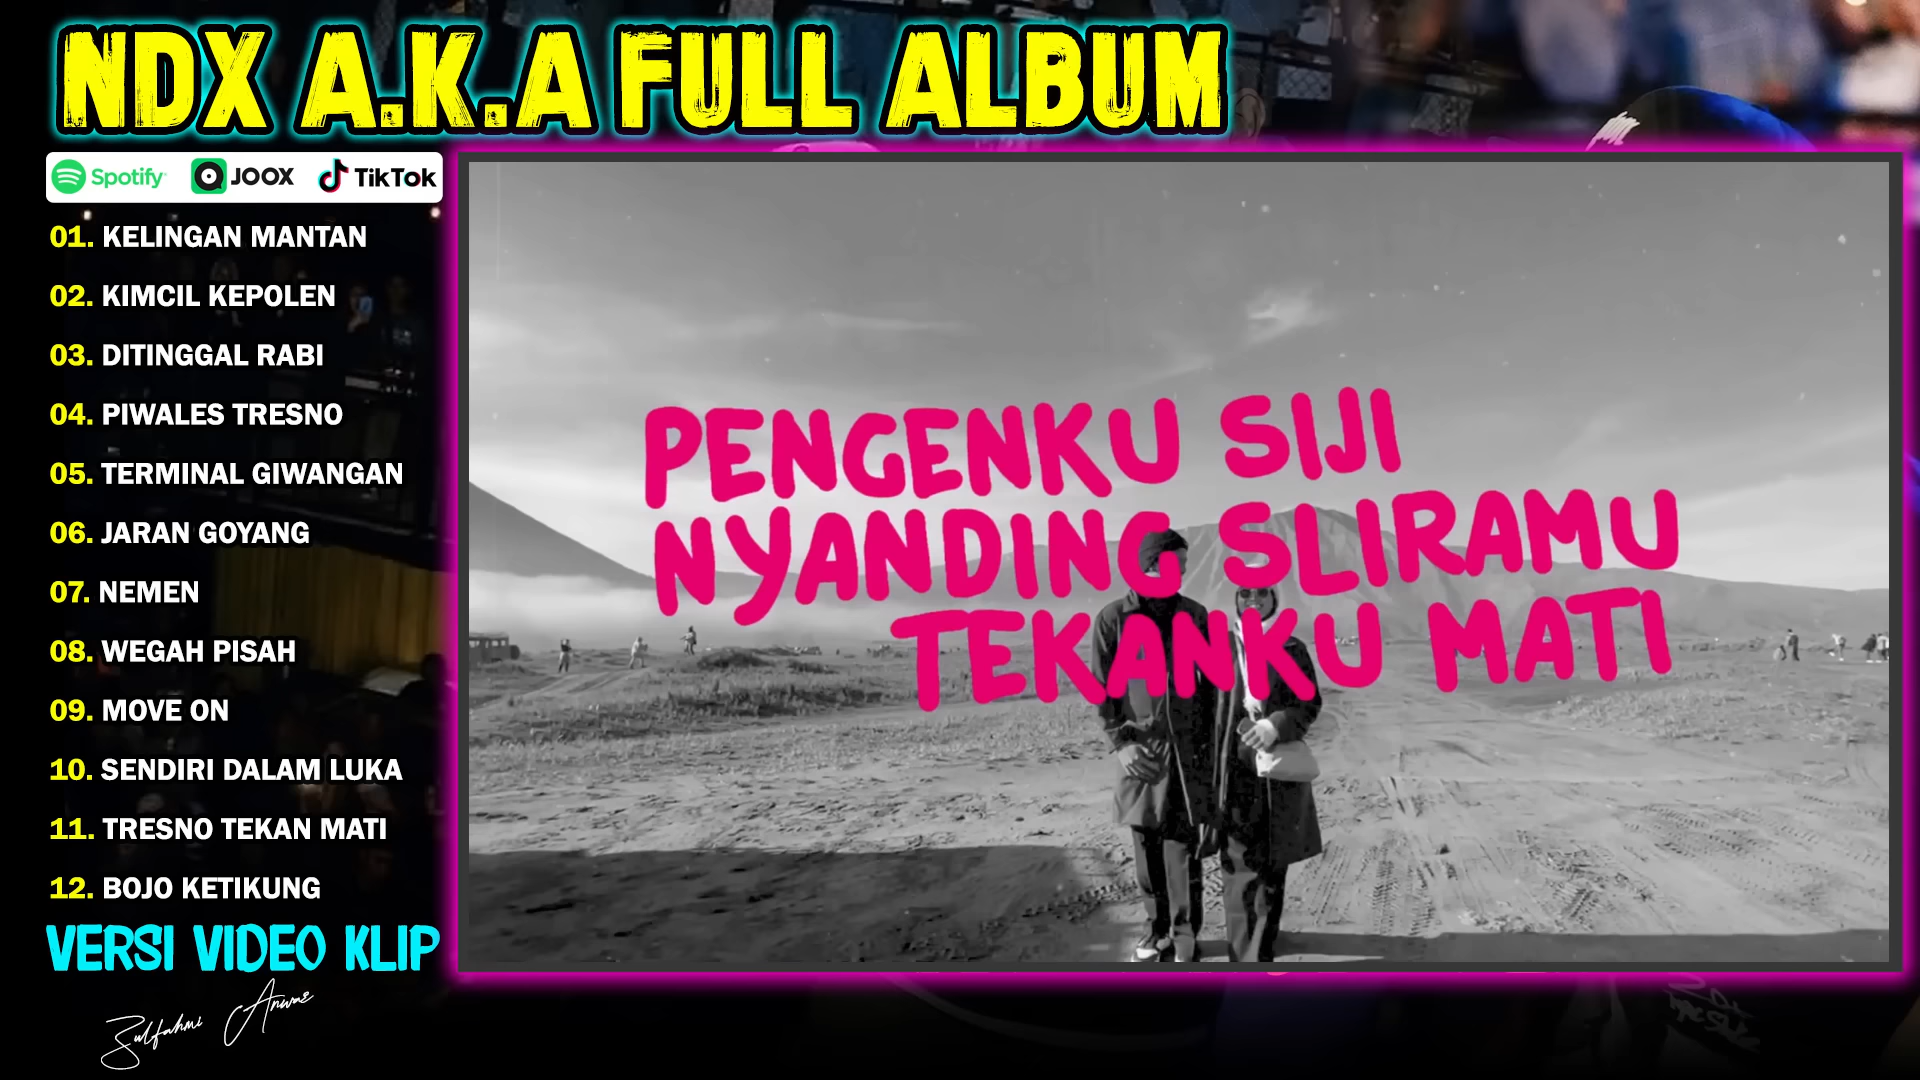 NDX A.K.A FULL ALBUM
Spotify JOOX TikTok
01. KELINGAN MANTAN
02. KIMCIL KEPOLEN
03. DITINGGAL RABI
04. PIWALES TRESNO
05. TERMINAL GIWANGAN
06. JARAN GOYANG
07. NEMEN
08. WEGAH PISAH
09. MOVE ON
10. SENDIRI DALAM LUKA
11. TRESNO TEKAN MATI
12. BOJO KETIKUNG
VERSI VIDEO KLIP
Zulfahmi Anwar
PENGENKU SIJI
NYANDING SLIRAMU
TEKANKU MATI